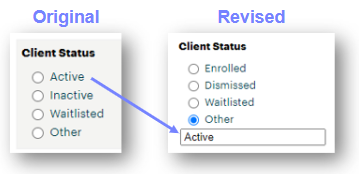 Original
Revised
Client Status
Active
Inactive
Waitlisted
Other
Client Status
Enrolled
Dismissed
Waitlisted
Other
Active